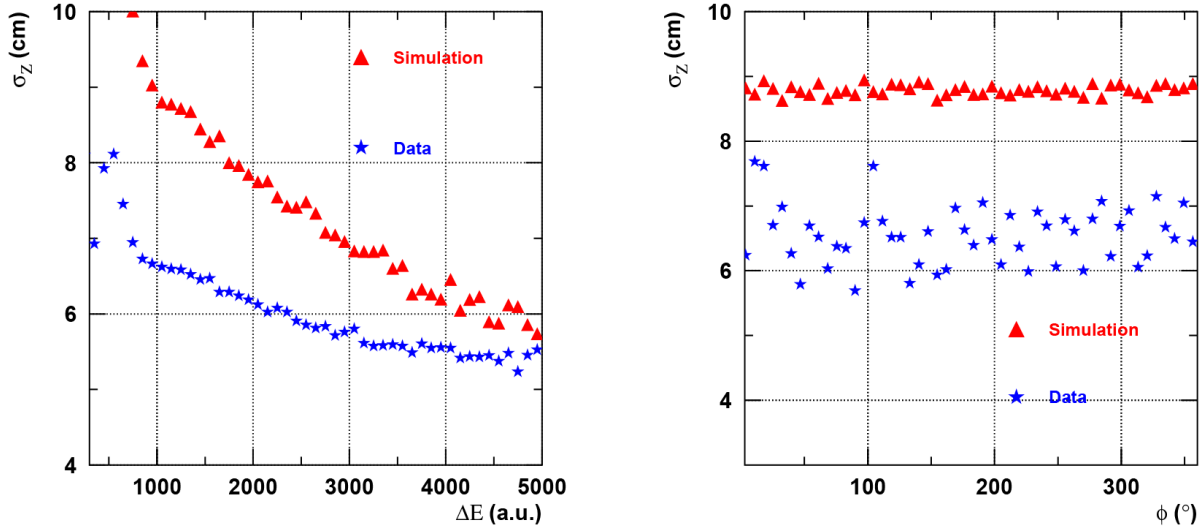 σZ (cm)
10
8
6
4
1000 2000 3000 4000 5000
ΔE (a.u.)
Simulation
Data
σZ (cm)
10
8
6
4
100 200 300
ϕ (°)
Simulation
Data